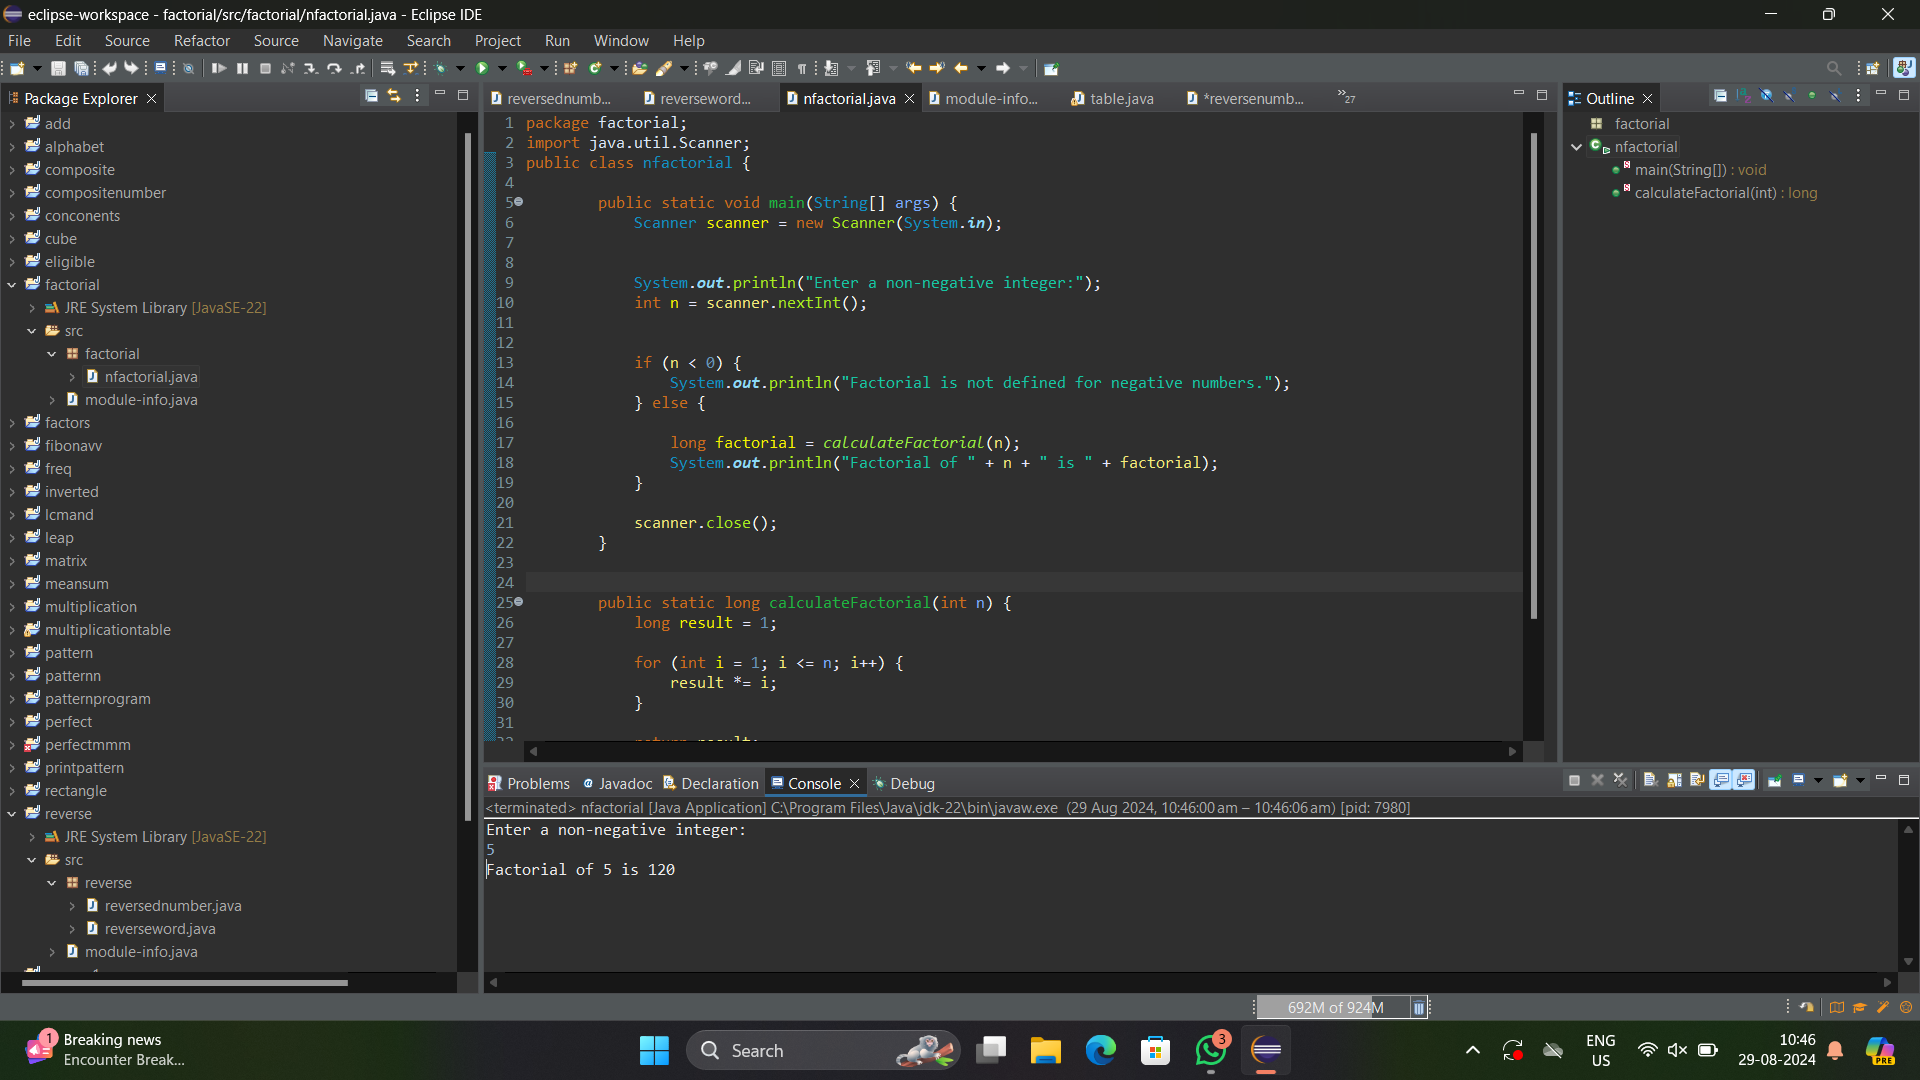 eclipse-workspace - factorial/src/factorial/nfactorial.java - Eclipse IDE
File Edit Source Refactor Source Navigate Search Project Run Window Help
Package Explorer
add
alphabet
composite
compositenumber
conconents
cube
eligible
factorial
JRE System Library [JavaSE-22]
src
factorial
nfactorial.java
module-info.java
factors
fibonavv
freq
inverted
lcmand
leap
matrix
meansum
multiplication
multiplicationtable
pattern
patternn
patternprogram
perfect
perfectmmm
printpattern
rectangle
reverse
JRE System Library [JavaSE-22]
src
reverse
reversednumber.java
reverseword.java
module-info.java
reversednumb... reverseword... nfactorial.java module-info... table.java *reversenumb... »27
1 package factorial;
2 import java.util.Scanner;
3 public class nfactorial {
4
5 public static void main(String[] args) {
6 Scanner scanner = new Scanner(System.in);
7
8
9 System.out.println("Enter a non-negative integer:");
10 int n = scanner.nextInt();
11
12
13 if (n < 0) {
14 System.out.println("Factorial is not defined for negative numbers.");
15 } else {
16
17 long factorial = calculateFactorial(n);
18 System.out.println("Factorial of " + n + " is " + factorial);
19 }
20
21 scanner.close();
22 }
23
24
25 public static long calculateFactorial(int n) {
26 long result = 1;
27
28 for (int i = 1; i <= n; i++) {
29 result *= i;
30 }
31
Outline
factorial
nfactorial
main(String[]) : void
calculateFactorial(int) : long
Problems @ Javadoc Declaration Console Debug
<terminated> nfactorial [Java Application] C:\Program Files\Java\jdk-22\bin\javaw.exe (29 Aug 2024, 10:46:00 am – 10:46:06 am) [pid: 7980]
Enter a non-negative integer:
5
Factorial of 5 is 120
692M of 924M
1
Breaking news
Encounter Break...
Search
3
ENG
US
10:46
29-08-2024
PRE